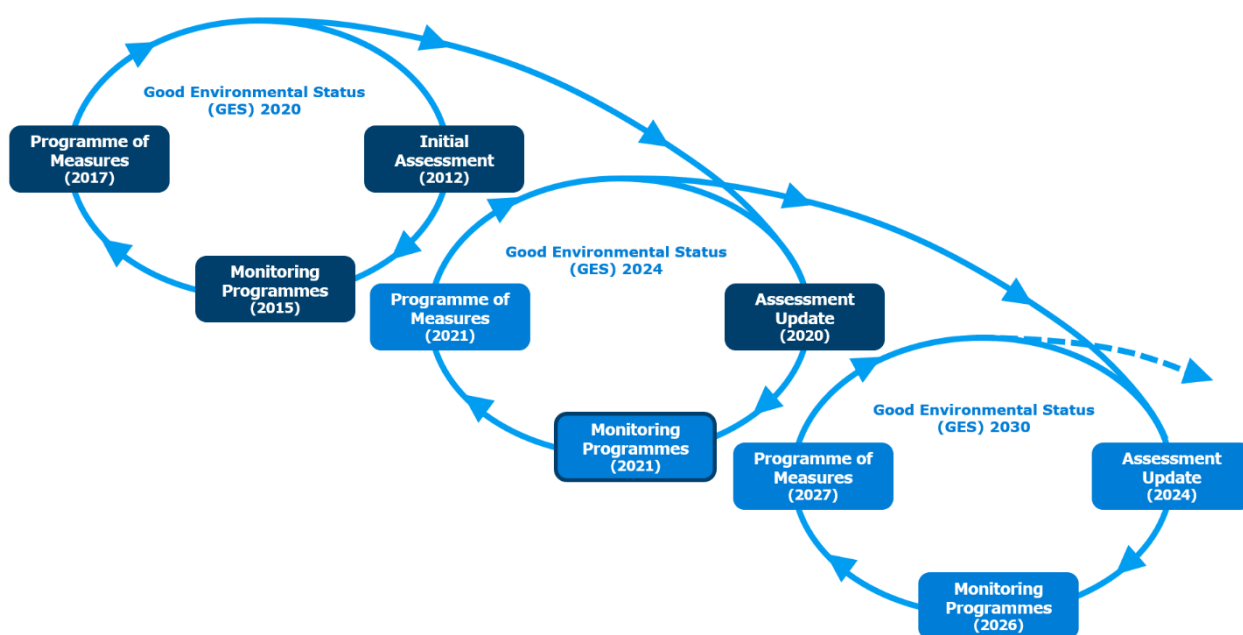 Good Environmental Status
(GES) 2020
Programme of
Measures
(2017)
Initial
Assessment
(2012)
Monitoring
Programmes
(2015)
Good Environmental Status
(GES) 2024
Programme of
Measures
(2021)
Assessment
Update
(2020)
Monitoring
Programmes
(2021)
Good Environmental Status
(GES) 2030
Programme of
Measures
(2027)
Assessment
Update
(2024)
Monitoring
Programmes
(2026)